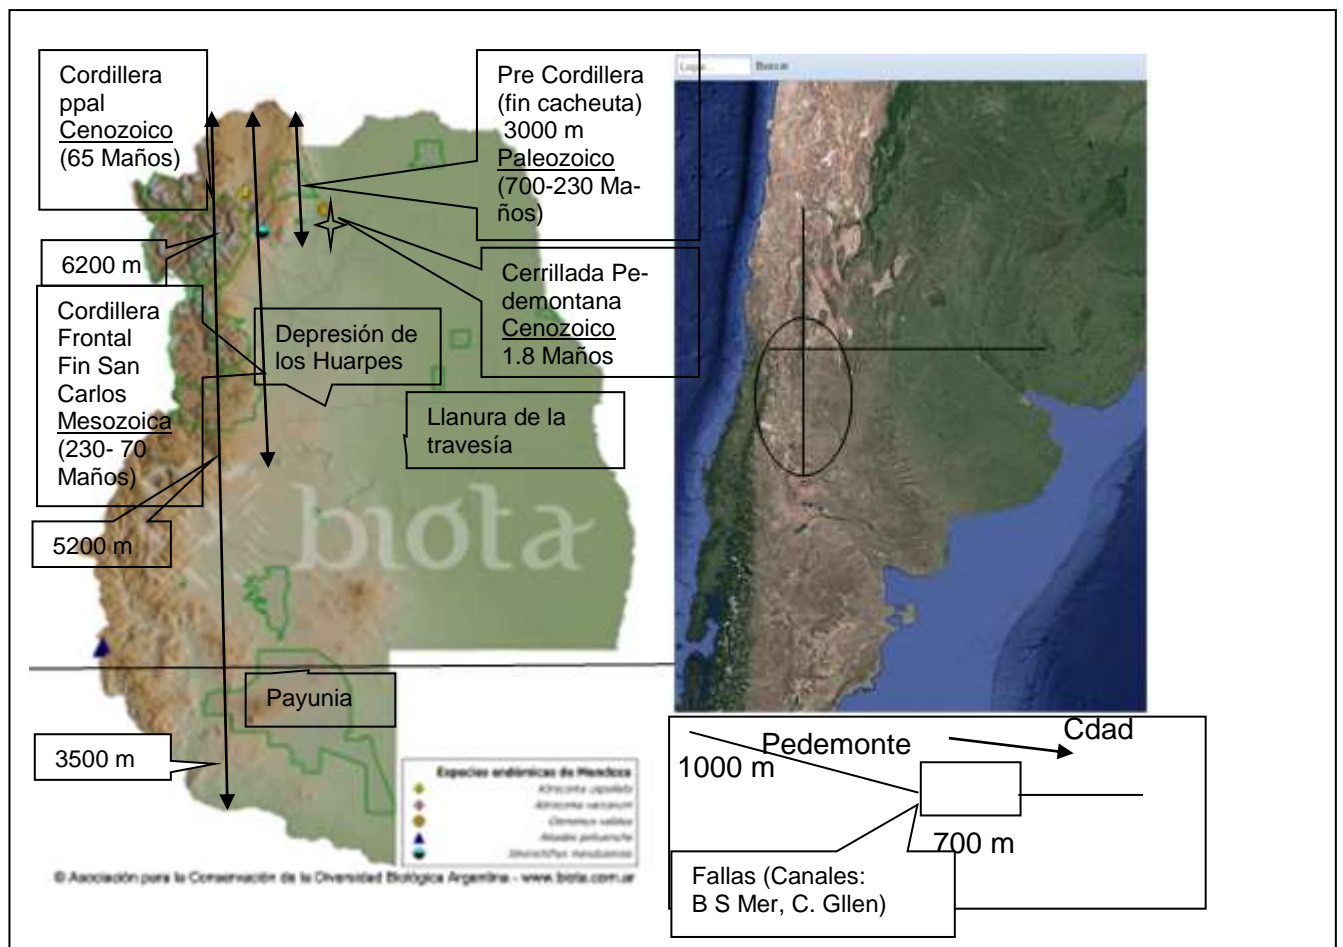 Cordillera
ppal
Cenozoico
(65 Maños)
6200 m
Cordillera
Frontal
Fin San
Carlos
Mesozoica
(230- 70
Maños)
5200 m
3500 m
Pre Cordillera
(fin cacheuta)
3000 m
Paleozoico
(700-230 Ma-
ños)
Cerrillada Pe-
demontana
Cenozoico
1.8 Maños
Depresión de
los Huarpes
Llanura de la
travesía
biota
Payunia
Especies endémicas de Mendoza
© Asociación para la Conservación de la Diversidad Biológica Argentina - www.biota.com.ar
Buscar
Pedemonte
Cdad
1000 m
700 m
Fallas (Canales:
B S Mer, C. Gllen)